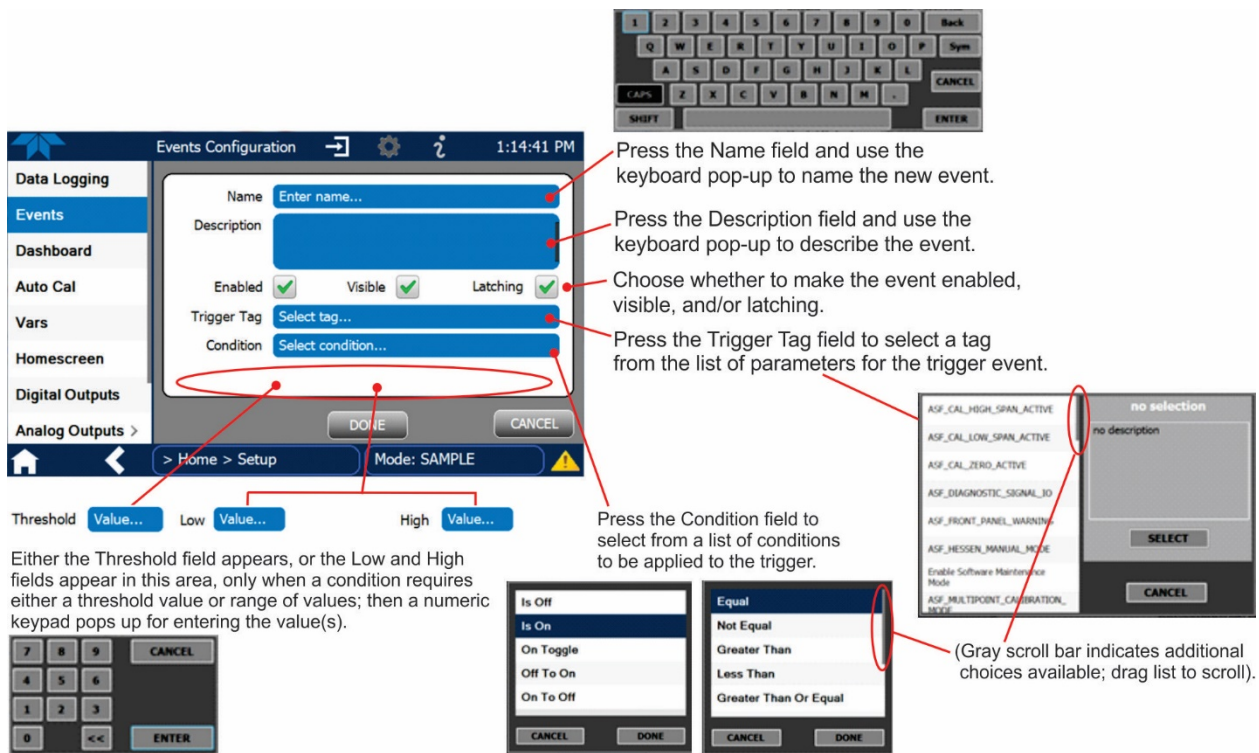 1 2 3 4 5 6 7 8 9 0 Back
Q W E R T Y U I O P Sym
A S D F G H J K L CANCEL
CAPS Z X C V B N M .
SHIFT ENTER
Events Configuration 1:14:41 PM
Data Logging
Events
Dashboard
Auto Cal
Vars
Homescreen
Digital Outputs
Analog Outputs >
Name Enter name...
Description
Enabled Visible Latching
Trigger Tag Select tag...
Condition Select condition...
DONE CANCEL
> Home > Setup Mode: SAMPLE
Press the Name field and use the
keyboard pop-up to name the new event.
Press the Description field and use the
keyboard pop-up to describe the event.
Choose whether to make the event enabled,
visible, and/or latching.
Press the Trigger Tag field to select a tag
from the list of parameters for the trigger event.
ASF_CAL_HIGH_SPAN_ACTIVE
ASF_CAL_LOW_SPAN_ACTIVE
ASF_CAL_ZERO_ACTIVE
ASF_DIAGNOSTIC_SIGNAL_IO
ASF_FRONT_PANEL_WARNING
ASF_HESSEN_MANUAL_MODE
Enable Software Maintenance
Mode
ASF_MULTIPOINT_CALIBRATION_
MODE
no selection
no description
SELECT
CANCEL
Threshold Value... Low Value... High Value...
Either the Threshold field appears, or the Low and High
fields appear in this area, only when a condition requires
either a threshold value or range of values; then a numeric
keypad pops up for entering the value(s).
7 8 9 CANCEL
4 5 6
1 2 3
0 << ENTER
Press the Condition field to
select from a list of conditions
to be applied to the trigger.
Is Off
Is On
On Toggle
Off To On
On To Off
CANCEL DONE
Equal
Not Equal
Greater Than
Less Than
Greater Than Or Equal
CANCEL DONE
(Gray scroll bar indicates additional
choices available; drag list to scroll).